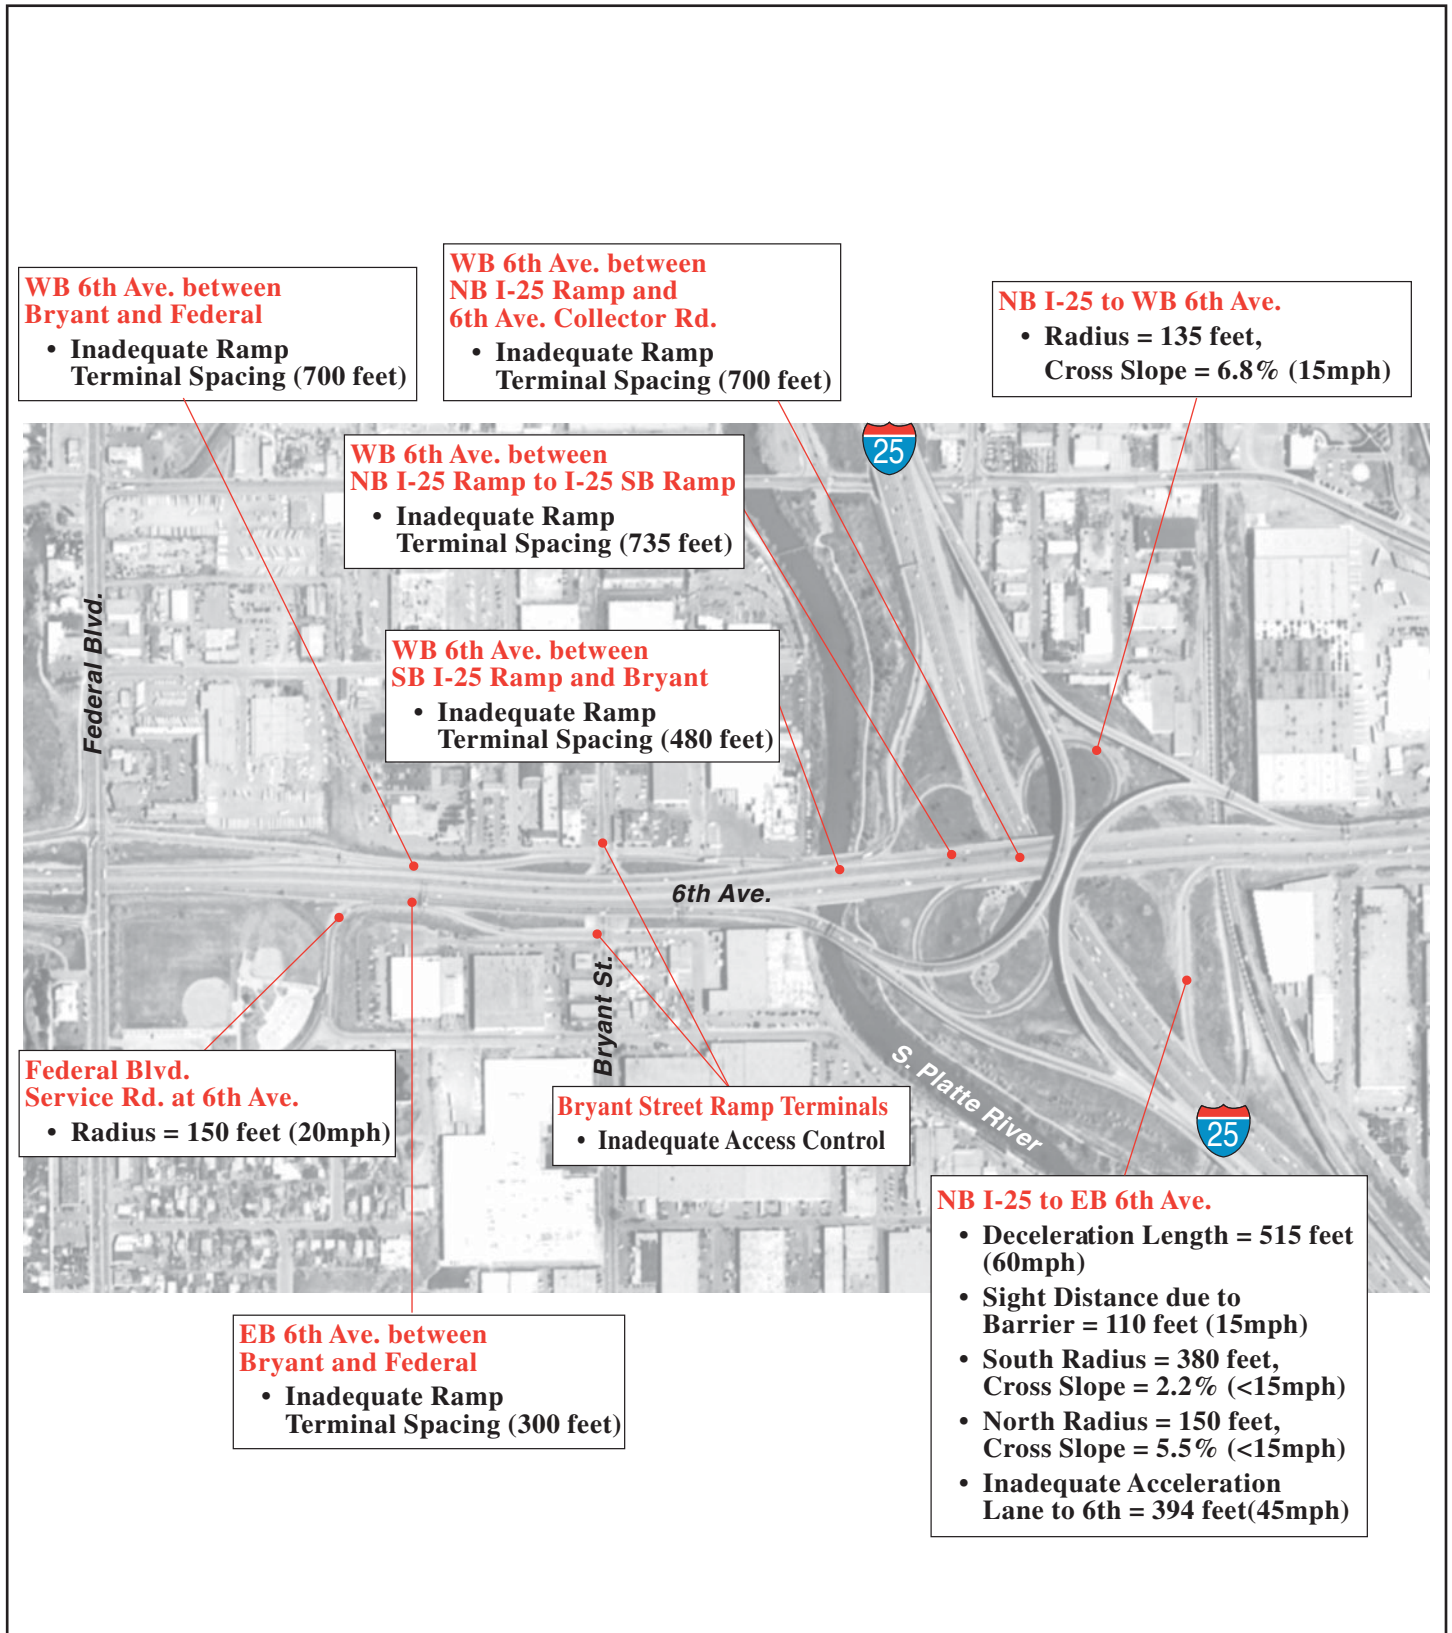 WB 6th Ave. between
Bryant and Federal
• Inadequate Ramp
Terminal Spacing (700 feet)
WB 6th Ave. between
NB I-25 Ramp and
6th Ave. Collector Rd.
• Inadequate Ramp
Terminal Spacing (700 feet)
NB I-25 to WB 6th Ave.
• Radius = 135 feet,
Cross Slope = 6.8% (15mph)
25
WB 6th Ave. between
NB I-25 Ramp to I-25 SB Ramp
• Inadequate Ramp
Terminal Spacing (735 feet)
Federal Blvd.
WB 6th Ave. between
SB I-25 Ramp and Bryant
• Inadequate Ramp
Terminal Spacing (480 feet)
6th Ave.
Bryant St.
S. Platte River
25
Federal Blvd.
Service Rd. at 6th Ave.
• Radius = 150 feet (20mph)
Bryant Street Ramp Terminals
• Inadequate Access Control
NB I-25 to EB 6th Ave.
• Deceleration Length = 515 feet
(60mph)
• Sight Distance due to
Barrier = 110 feet (15mph)
• South Radius = 380 feet,
Cross Slope = 2.2% (<15mph)
• North Radius = 150 feet,
Cross Slope = 5.5% (<15mph)
• Inadequate Acceleration
Lane to 6th = 394 feet(45mph)
EB 6th Ave. between
Bryant and Federal
• Inadequate Ramp
Terminal Spacing (300 feet)